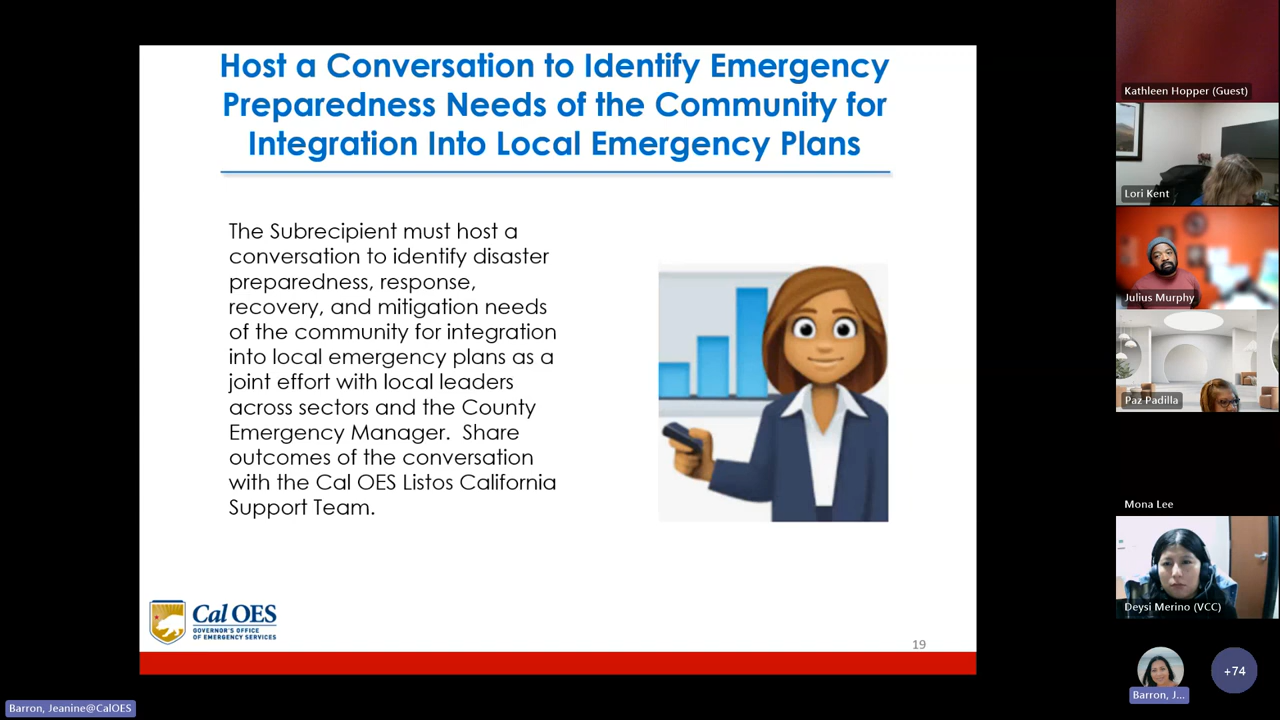 Host a Conversation to Identify Emergency
Preparedness Needs of the Community for
Integration Into Local Emergency Plans
The Subrecipient must host a
conversation to identify disaster
preparedness, response,
recovery, and mitigation needs
of the community for integration
into local emergency plans as a
joint effort with local leaders
across sectors and the County
Emergency Manager.  Share
outcomes of the conversation
with the Cal OES Listos California
Support Team.
Cal OES
GOVERNOR'S OFFICE
OF EMERGENCY SERVICES
19
Kathleen Hopper (Guest)
Lori Kent
Julius Murphy
Paz Padilla
Mona Lee
Deysi Merino (VCC)
Barron, J...
+74
Barron, Jeanine@CalOES